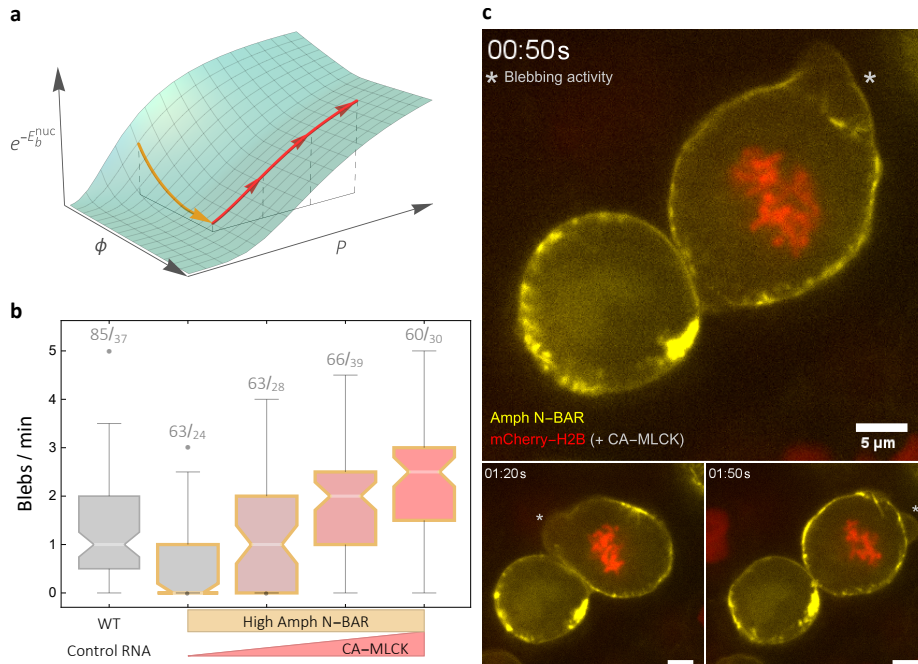 a
e^{-E_b^{nuc}}
ϕ
P
b
Blebs / min
5
4
3
2
1
0
85/37
63/24
63/28
66/39
60/30
WT
High Amph N−BAR
Control RNA
CA−MLCK
c
00:50s
* Blebbing activity
*
Amph N−BAR
mCherry−H2B (+ CA−MLCK)
5 μm
01:20s
*
01:50s
*